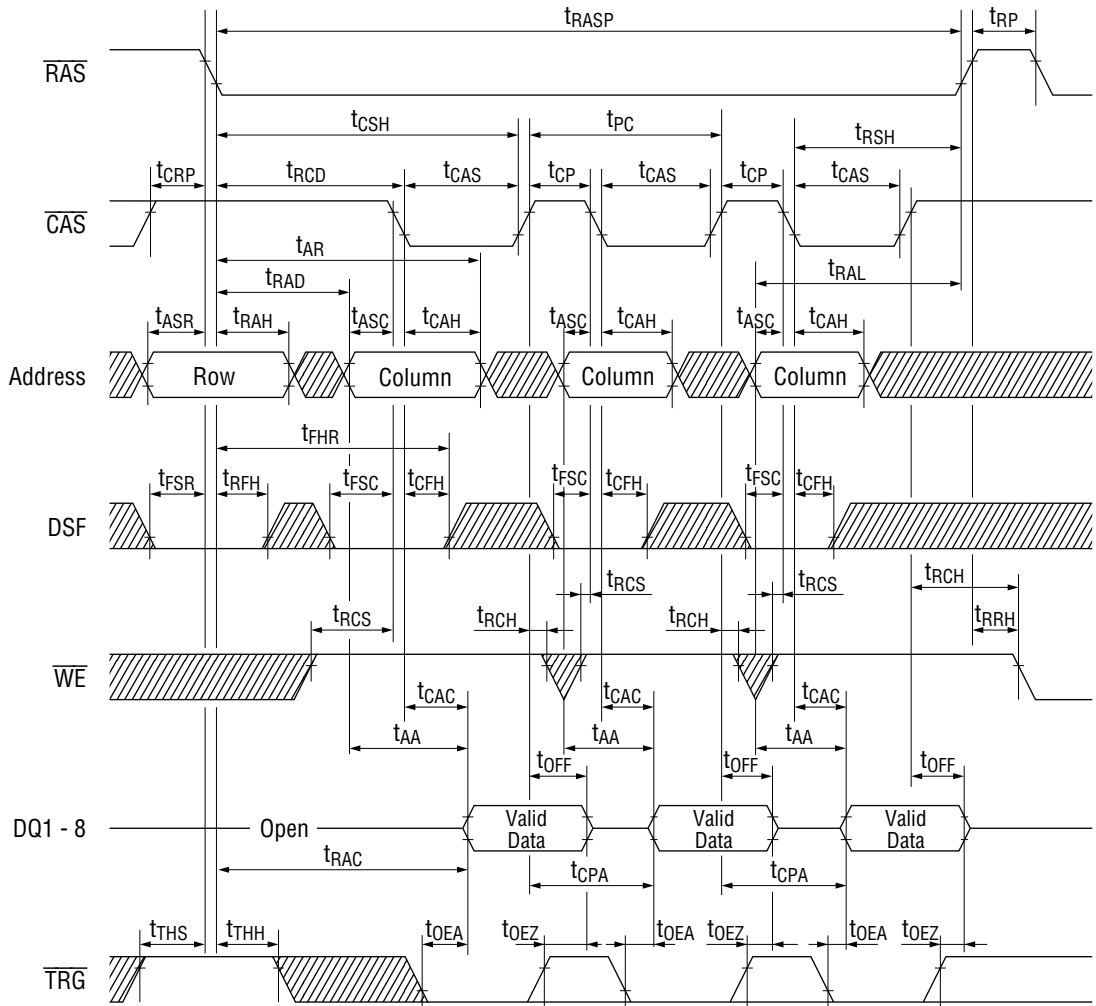 tRASP tRP
RAS
tCSH tPC tRSH
tCRP tRCD tCAS tCP tCAS tCP tCAS
CAS
tAR tRAL
tRAD
tASR tRAH tASC tCAH tASC tCAH tASC tCAH
Address Row Column Column Column
tFHR
tFSR tRFH tFSC tCFH tFSC tCFH tFSC tCFH
DSF
tRCS tRCS tRCH
tRCS tRCH tRCH tRRH
WE
tCAC tCAC tCAC
tAA tAA tAA
tOFF tOFF tOFF
DQ1 - 8 Open Valid Data Valid Data Valid Data
tRAC tCPA tCPA
tTHS tTHH tOEA tOEZ tOEA tOEZ tOEA tOEZ
TRG